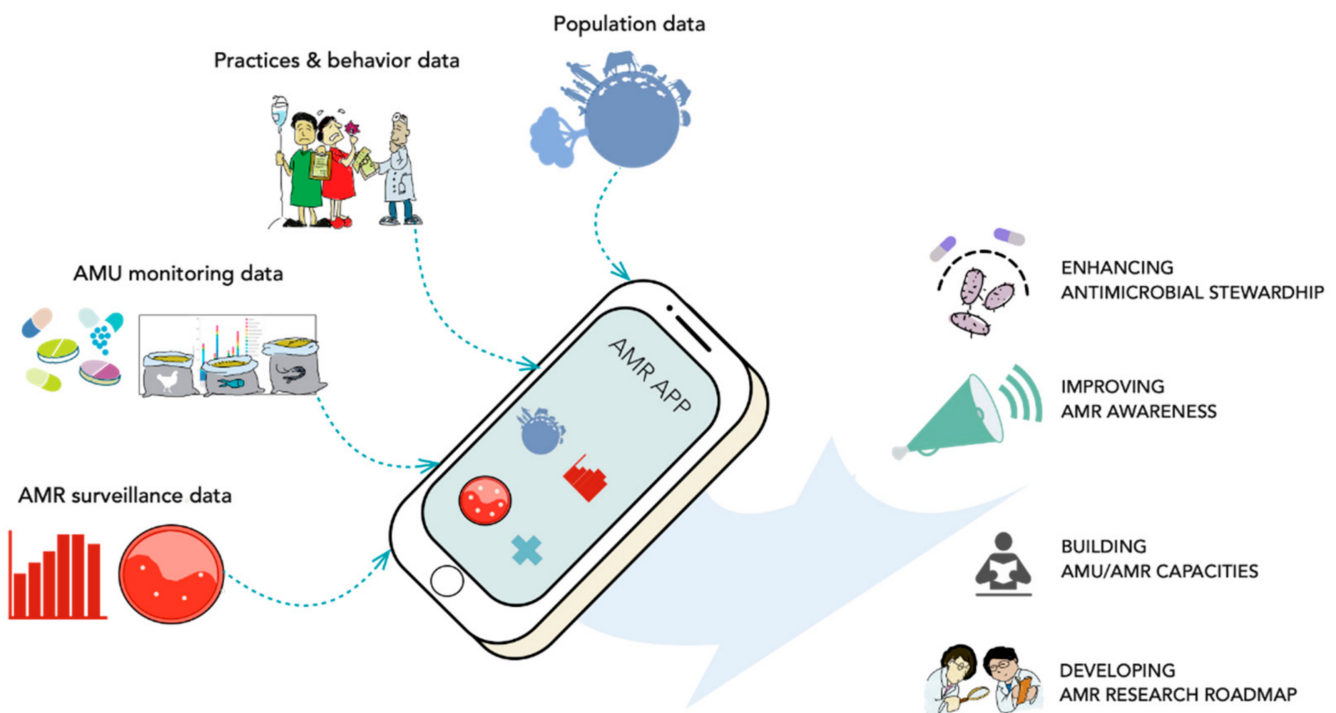 Population data
Practices & behavior data
AMU monitoring data
AMR surveillance data
AMR APP
ENHANCING
ANTIMICROBIAL STEWARDHIP
IMPROVING
AMR AWARENESS
BUILDING
AMU/AMR CAPACITIES
DEVELOPING
AMR RESEARCH ROADMAP